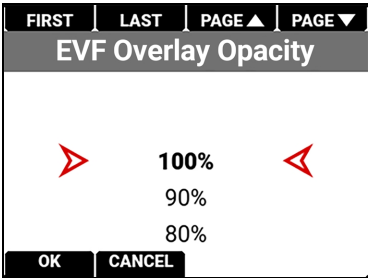 FIRST LAST PAGE▲ PAGE▼
EVF Overlay Opacity
100%
90%
80%
OK CANCEL